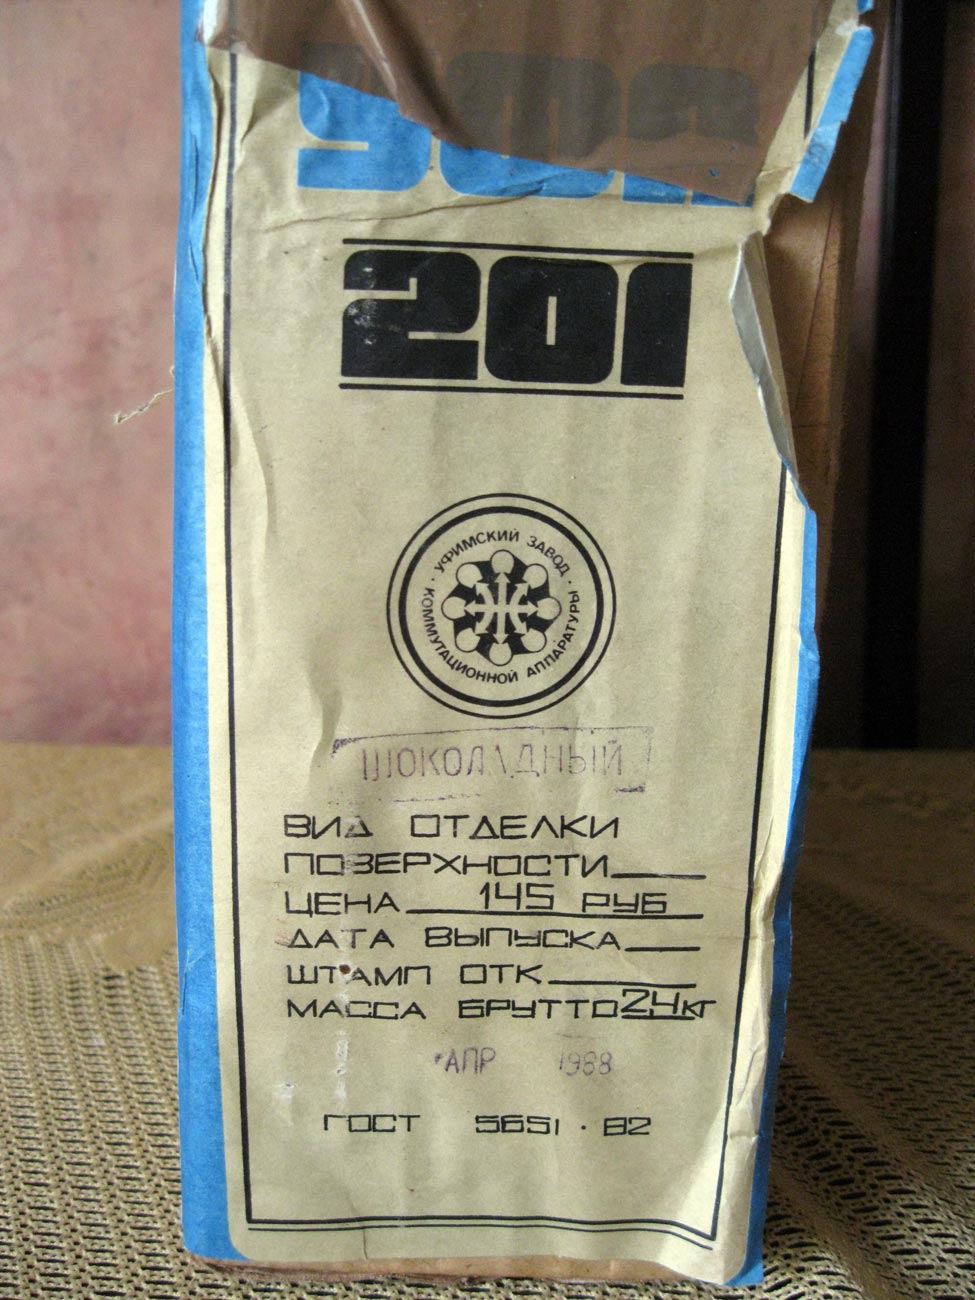 201
УФИМСКИЙ ЗАВОД · КОММУТАЦИОННОЙ АППАРАТУРЫ ·
ШОКОЛАДНЫЙ
ВИД ОТДЕЛКИ
ПОВЕРХНОСТИ
ЦЕНА 145 РУБ
ДАТА ВЫПУСКА
ШТАМП ОТК
МАССА БРУТТО 2,4 КГ
АПР 1988
ГОСТ 5651 · 82